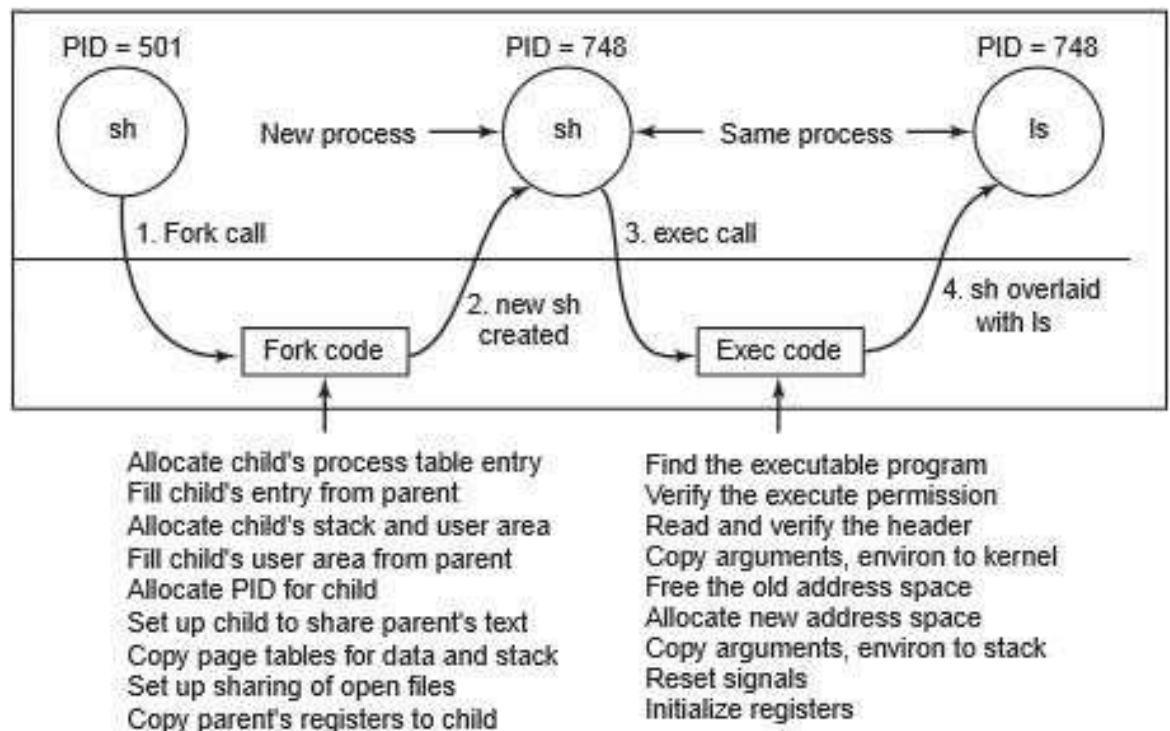 PID = 501
PID = 748
PID = 748
sh
New process
sh
Same process
ls
1. Fork call
3. exec call
2. new sh
created
4. sh overlaid
with ls
Fork code
Exec code
Allocate child's process table entry
Fill child's entry from parent
Allocate child's stack and user area
Fill child's user area from parent
Allocate PID for child
Set up child to share parent's text
Copy page tables for data and stack
Set up sharing of open files
Copy parent's registers to child
Find the executable program
Verify the execute permission
Read and verify the header
Copy arguments, environ to kernel
Free the old address space
Allocate new address space
Copy arguments, environ to stack
Reset signals
Initialize registers